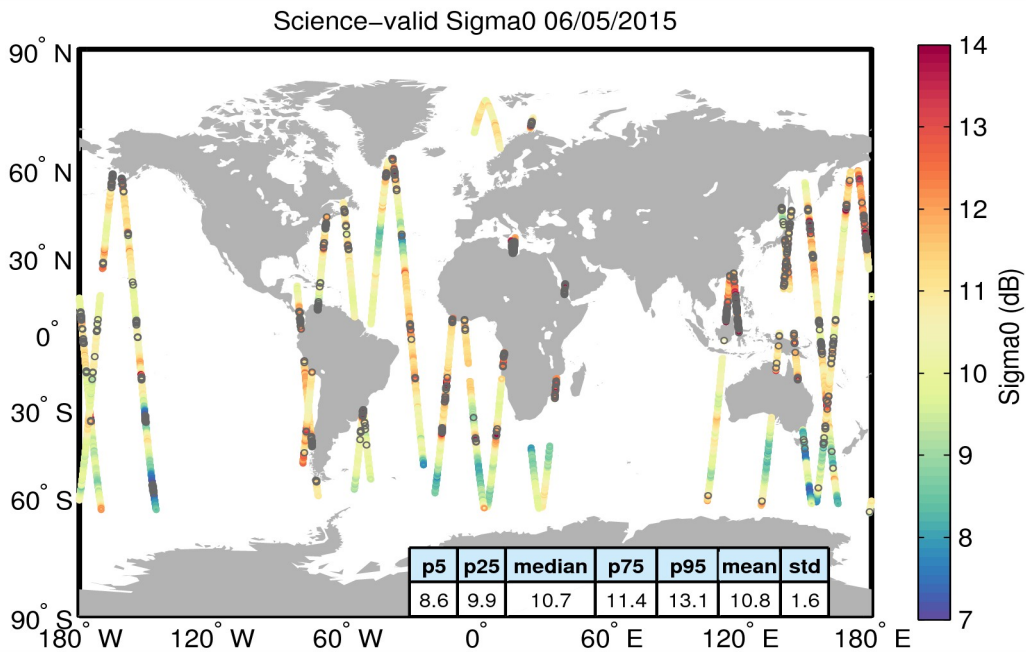 Science−valid Sigma0 06/05/2015
90° N
60° N
30° N
0°
30° S
60° S
90° S
180° W
120° W
60° W
0°
60° E
120° E
180° E
14
13
12
11
10
9
8
7
Sigma0 (dB)
p5 p25 median p75 p95 mean std
8.6 9.9 10.7 11.4 13.1 10.8 1.6